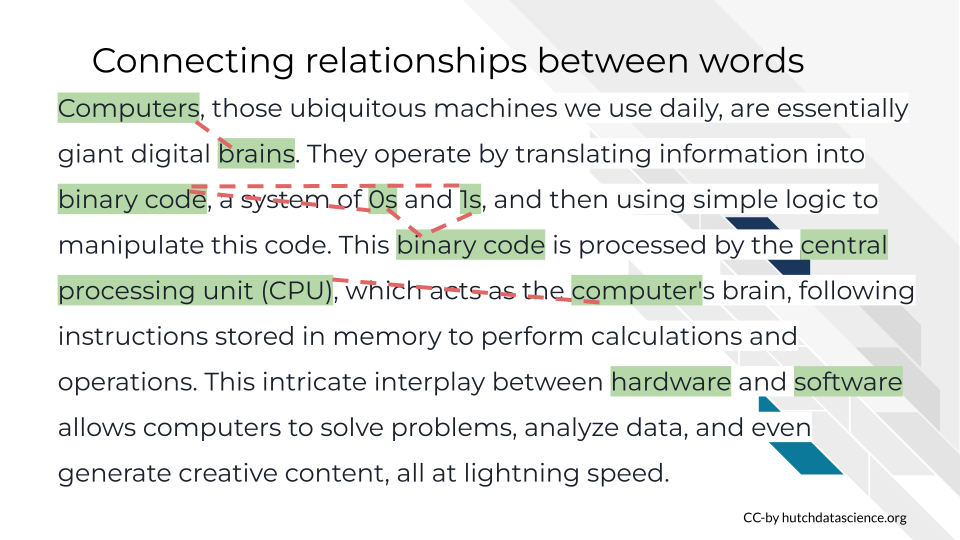 Connecting relationships between words
Computers, those ubiquitous machines we use daily, are essentially
giant digital brains. They operate by translating information into
binary code, a system of 0s and 1s, and then using simple logic to
manipulate this code. This binary code is processed by the central
processing unit (CPU), which acts as the computer's brain, following
instructions stored in memory to perform calculations and
operations. This intricate interplay between hardware and software
allows computers to solve problems, analyze data, and even
generate creative content, all at lightning speed.
CC-by hutchdatascience.org